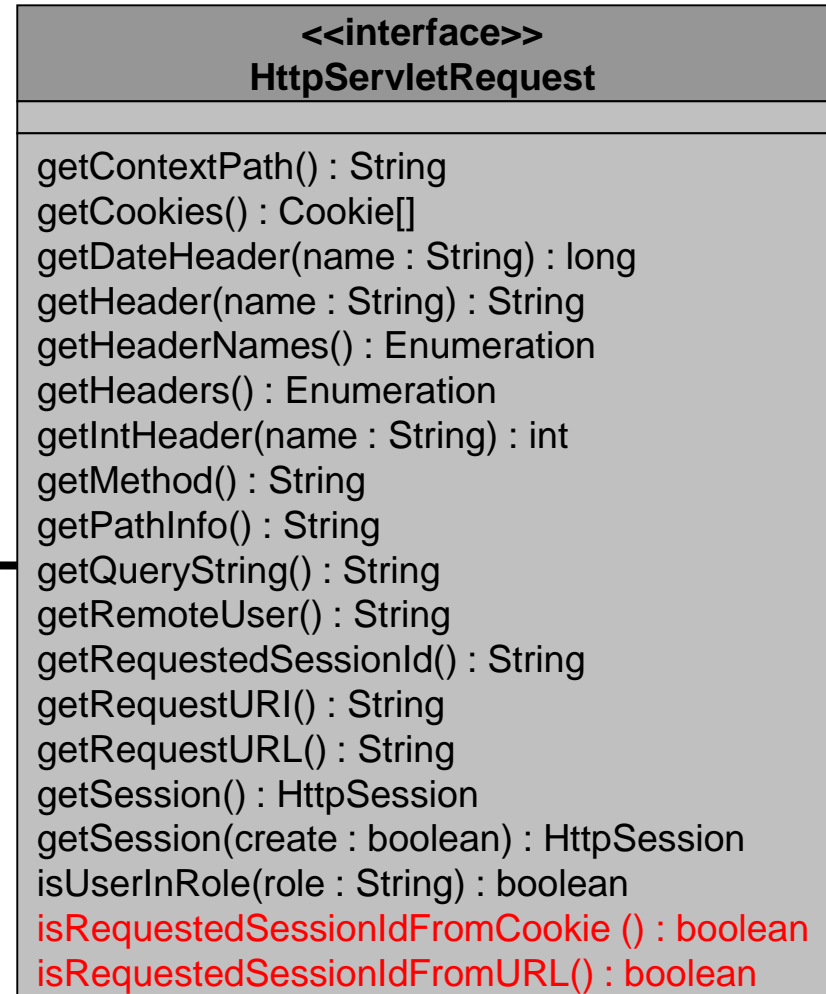 <<interface>>
HttpServletRequest
getContextPath() : String
getCookies() : Cookie[]
getDateHeader(name : String) : long
getHeader(name : String) : String
getHeaderNames() : Enumeration
getHeaders() : Enumeration
getIntHeader(name : String) : int
getMethod() : String
getPathInfo() : String
getQueryString() : String
getRemoteUser() : String
getRequestedSessionId() : String
getRequestURI() : String
getRequestURL() : String
getSession() : HttpSession
getSession(create : boolean) : HttpSession
isUserInRole(role : String) : boolean
isRequestedSessionIdFromCookie () : boolean
isRequestedSessionIdFromURL() : boolean